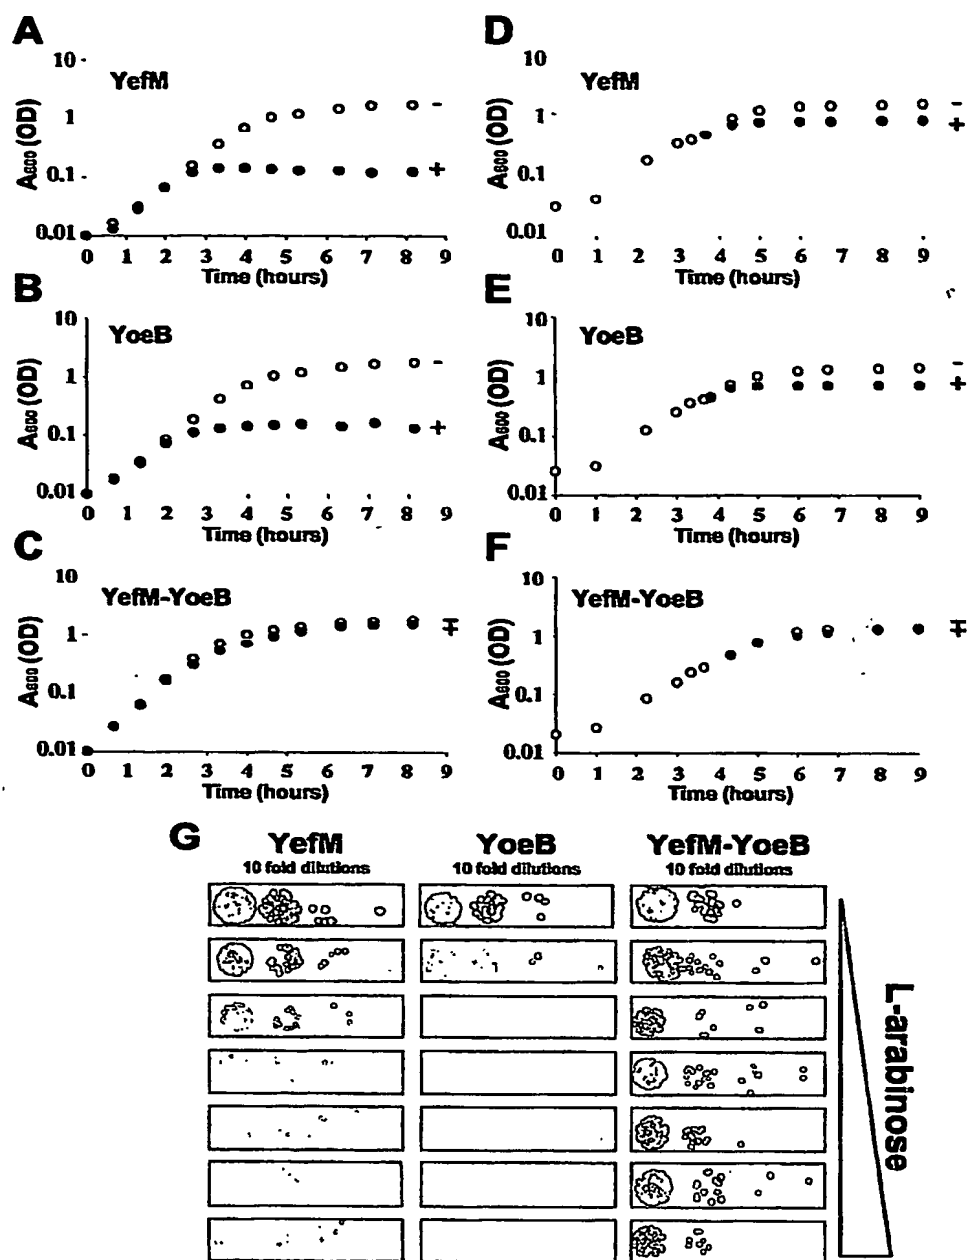 A
YefM
10
1
0.1
0.01
A600 (OD)
-
+
0 1 2 3 4 5 6 7 8 9
Time (hours)
D
YefM
10
1
0.1
0.01
A600 (OD)
-
+
0 1 2 3 4 5 6 7 8 9
Time (hours)
B
YoeB
10
1
0.1
0.01
A600 (OD)
-
+
0 1 2 3 4 5 6 7 8 9
Time (hours)
E
YoeB
10
1
0.1
0.01
A600 (OD)
-
+
0 1 2 3 4 5 6 7 8 9
Time (hours)
C
YefM-YoeB
10
1
0.1
0.01
A600 (OD)
-
+
0 1 2 3 4 5 6 7 8 9
Time (hours)
F
YefM-YoeB
10
1
0.1
0.01
A600 (OD)
-
+
0 1 2 3 4 5 6 7 8 9
Time (hours)
G
YefM YoeB YefM-YoeB
10 fold dilutions 10 fold dilutions 10 fold dilutions
L-arabinose